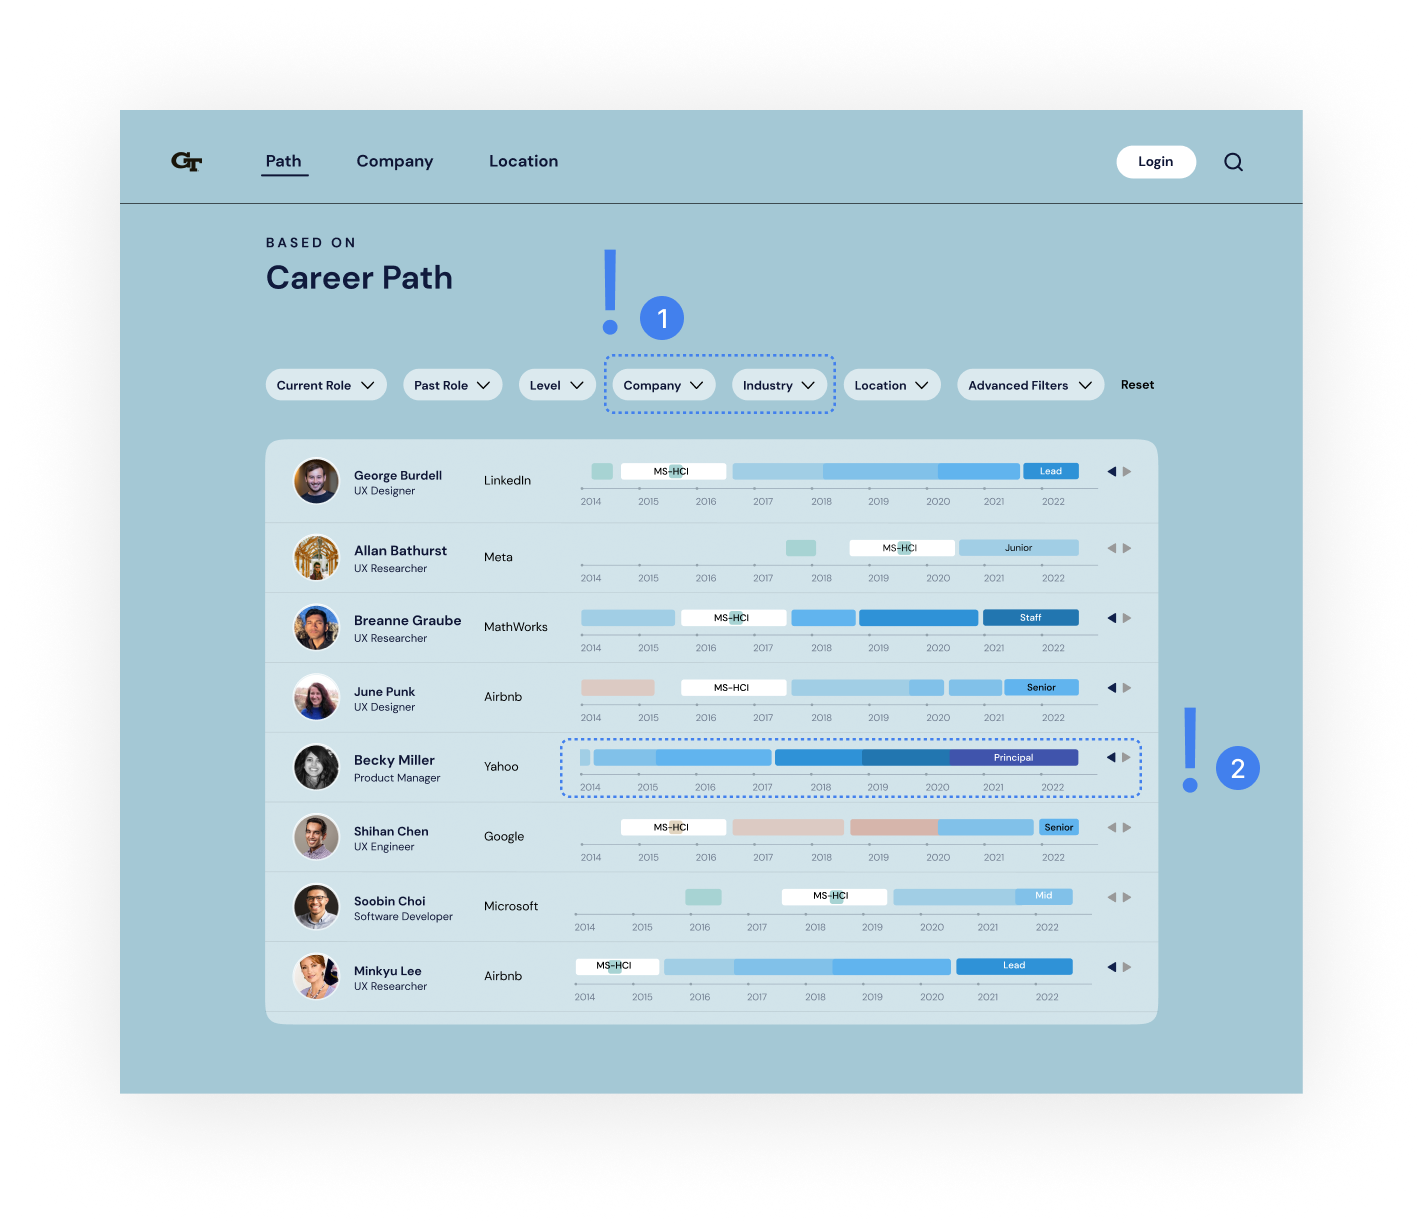 GT Path Company Location Login
BASED ON
Career Path
! 1
Current Role Past Role Level Company Industry Location Advanced Filters Reset
George Burdell
UX Designer
LinkedIn
MS-HCI Lead
2014 2015 2016 2017 2018 2019 2020 2021 2022
Allan Bathurst
UX Researcher
Meta
MS-HCI Junior
2014 2015 2016 2017 2018 2019 2020 2021 2022
Breanne Graube
UX Researcher
MathWorks
MS-HCI Staff
2014 2015 2016 2017 2018 2019 2020 2021 2022
June Punk
UX Designer
Airbnb
MS-HCI Senior
2014 2015 2016 2017 2018 2019 2020 2021 2022
Becky Miller
Product Manager
Yahoo
Principal
2014 2015 2016 2017 2018 2019 2020 2021 2022
! 2
Shihan Chen
UX Engineer
Google
MS-HCI Senior
2014 2015 2016 2017 2018 2019 2020 2021 2022
Soobin Choi
Software Developer
Microsoft
MS-HCI Mid
2014 2015 2016 2017 2018 2019 2020 2021 2022
Minkyu Lee
UX Researcher
Airbnb
MS-HCI Lead
2014 2015 2016 2017 2018 2019 2020 2021 2022